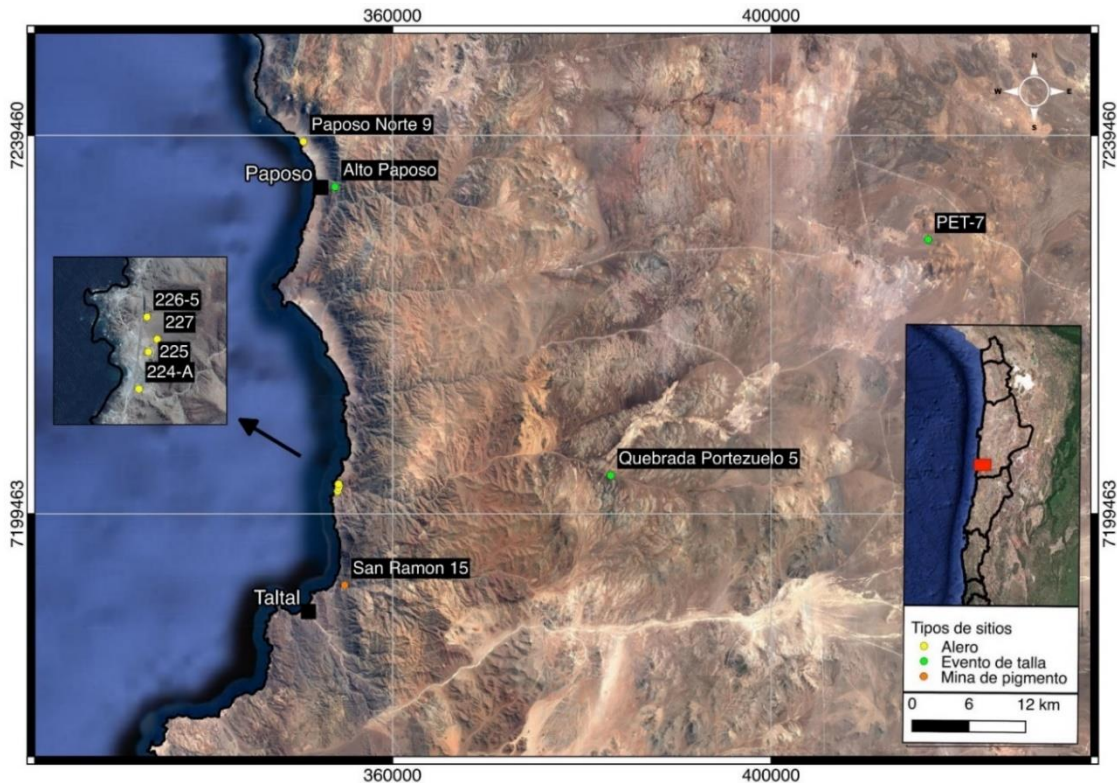 360000
400000
N
W
E
S
7239460
7239460
Paposo Norte 9
Paposo
Alto Paposo
PET-7
226-5
227
225
224-A
Quebrada Portezuelo 5
7199463
7199463
San Ramon 15
Taltal
Tipos de sitios
Alero
Evento de talla
Mina de pigmento
0 6 12 km
360000
400000